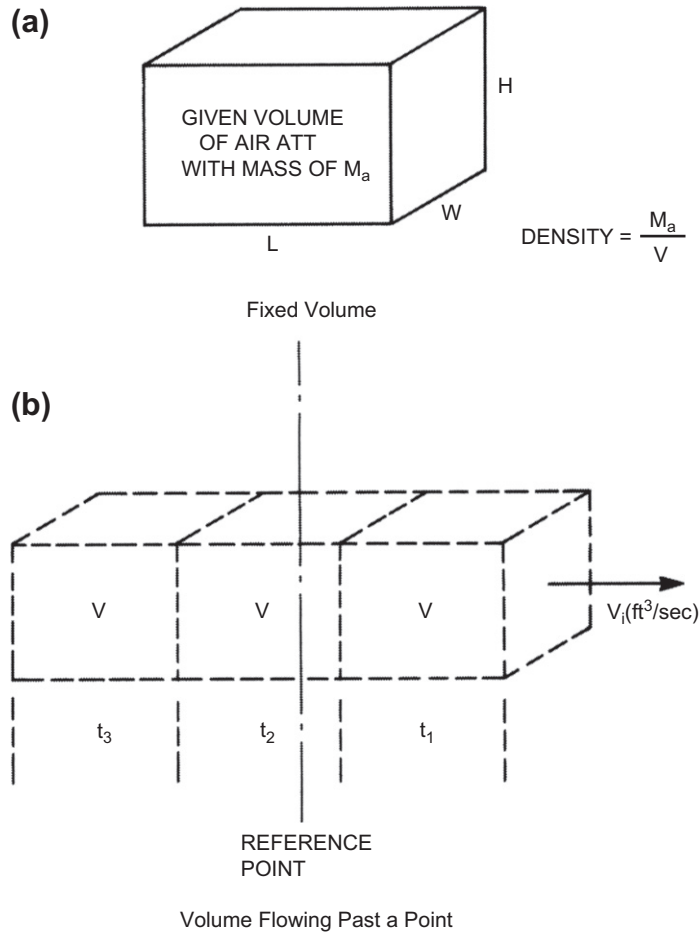 (a)
GIVEN VOLUME
OF AIR ATT
WITH MASS OF Mₐ
H
W
L
DENSITY = Mₐ / V
Fixed Volume
(b)
V V V
Vᵢ(ft³/sec)
t₃ t₂ t₁
REFERENCE
POINT
Volume Flowing Past a Point